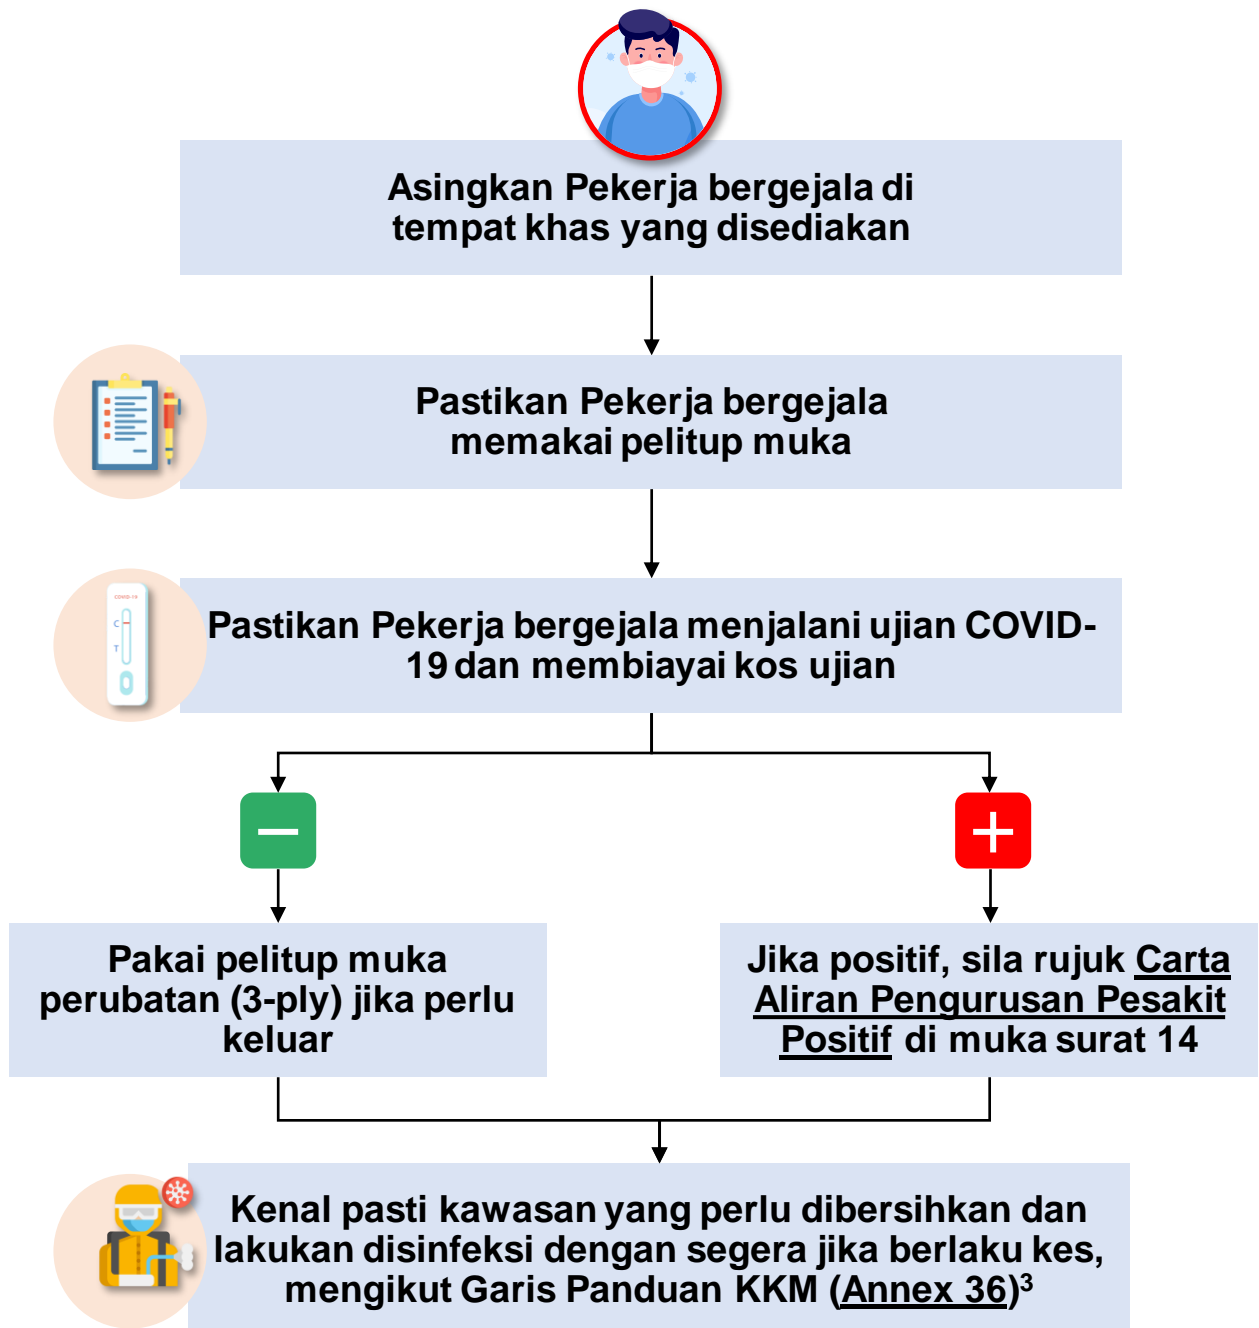 Asingkan Pekerja bergejala di
tempat khas yang disediakan
Pastikan Pekerja bergejala
memakai pelitup muka
COVID-19
C
T
Pastikan Pekerja bergejala menjalani ujian COVID-
19 dan membiayai kos ujian
Pakai pelitup muka
perubatan (3-ply) jika perlu
keluar
Jika positif, sila rujuk Carta
Aliran Pengurusan Pesakit
Positif di muka surat 14
Kenal pasti kawasan yang perlu dibersihkan dan
lakukan disinfeksi dengan segera jika berlaku kes,
mengikut Garis Panduan KKM (Annex 36)³